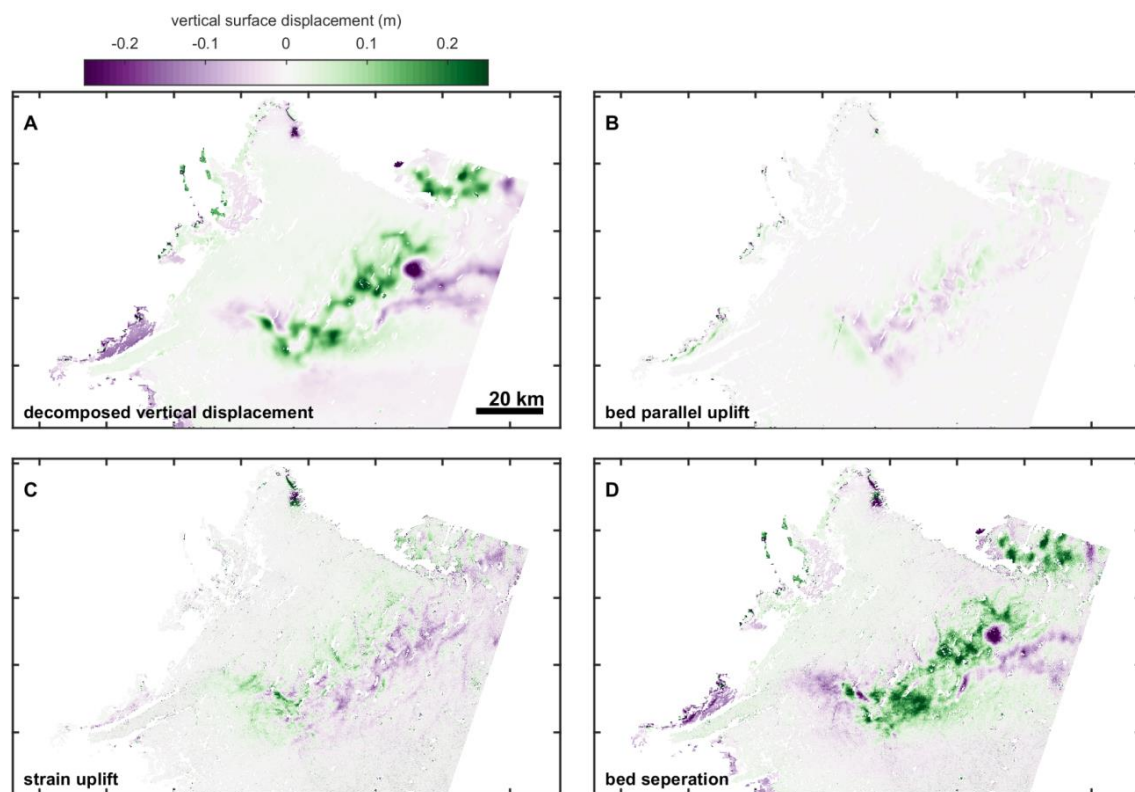 vertical surface displacement (m)
-0.2 -0.1 0 0.1 0.2
A
B
20 km
decomposed vertical displacement
bed parallel uplift
C
D
strain uplift
bed seperation